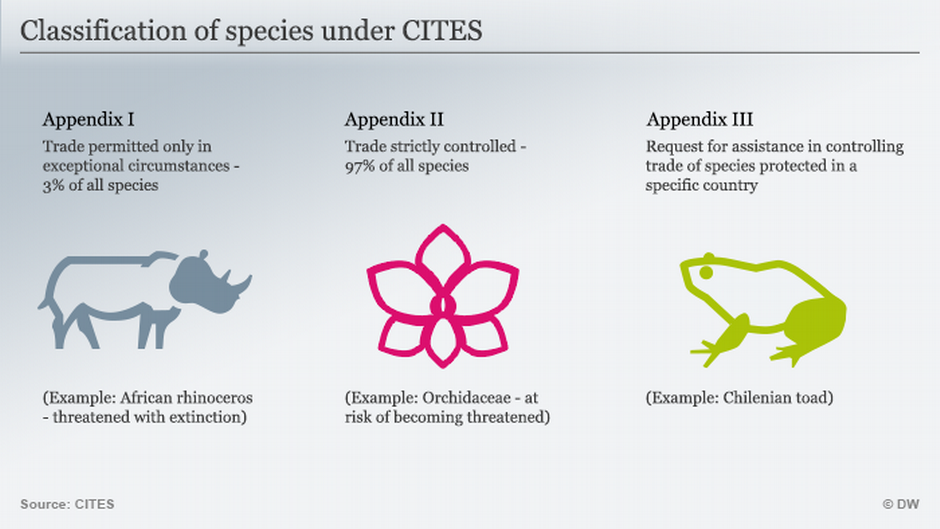 Classification of species under CITES
Appendix I
Trade permitted only in
exceptional circumstances -
3% of all species
Appendix II
Trade strictly controlled -
97% of all species
Appendix III
Request for assistance in controlling
trade of species protected in a
specific country
(Example: African rhinoceros
- threatened with extinction)
(Example: Orchidaceae - at
risk of becoming threatened)
(Example: Chilenian toad)
Source: CITES
© DW